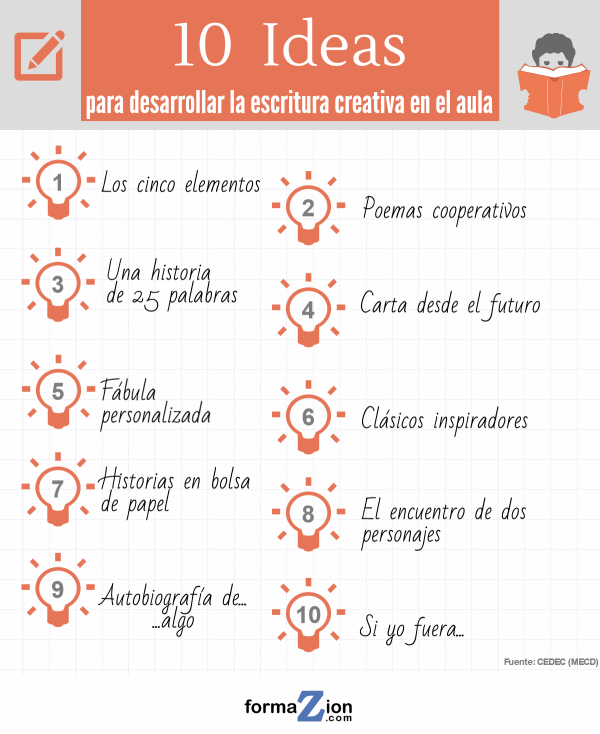 10 Ideas
para desarrollar la escritura creativa en el aula
1
Los cinco elementos
2
Poemas cooperativos
3
Una historia
de 25 palabras
4
Carta desde el futuro
5
Fábula
personalizada
6
Clásicos inspiradores
7
Historias en bolsa
de papel
8
El encuentro de dos
personajes
9
Autobiografía de...
...algo
10
Si yo fuera...
Fuente: CEDEC (MECD)
formaZion
.com